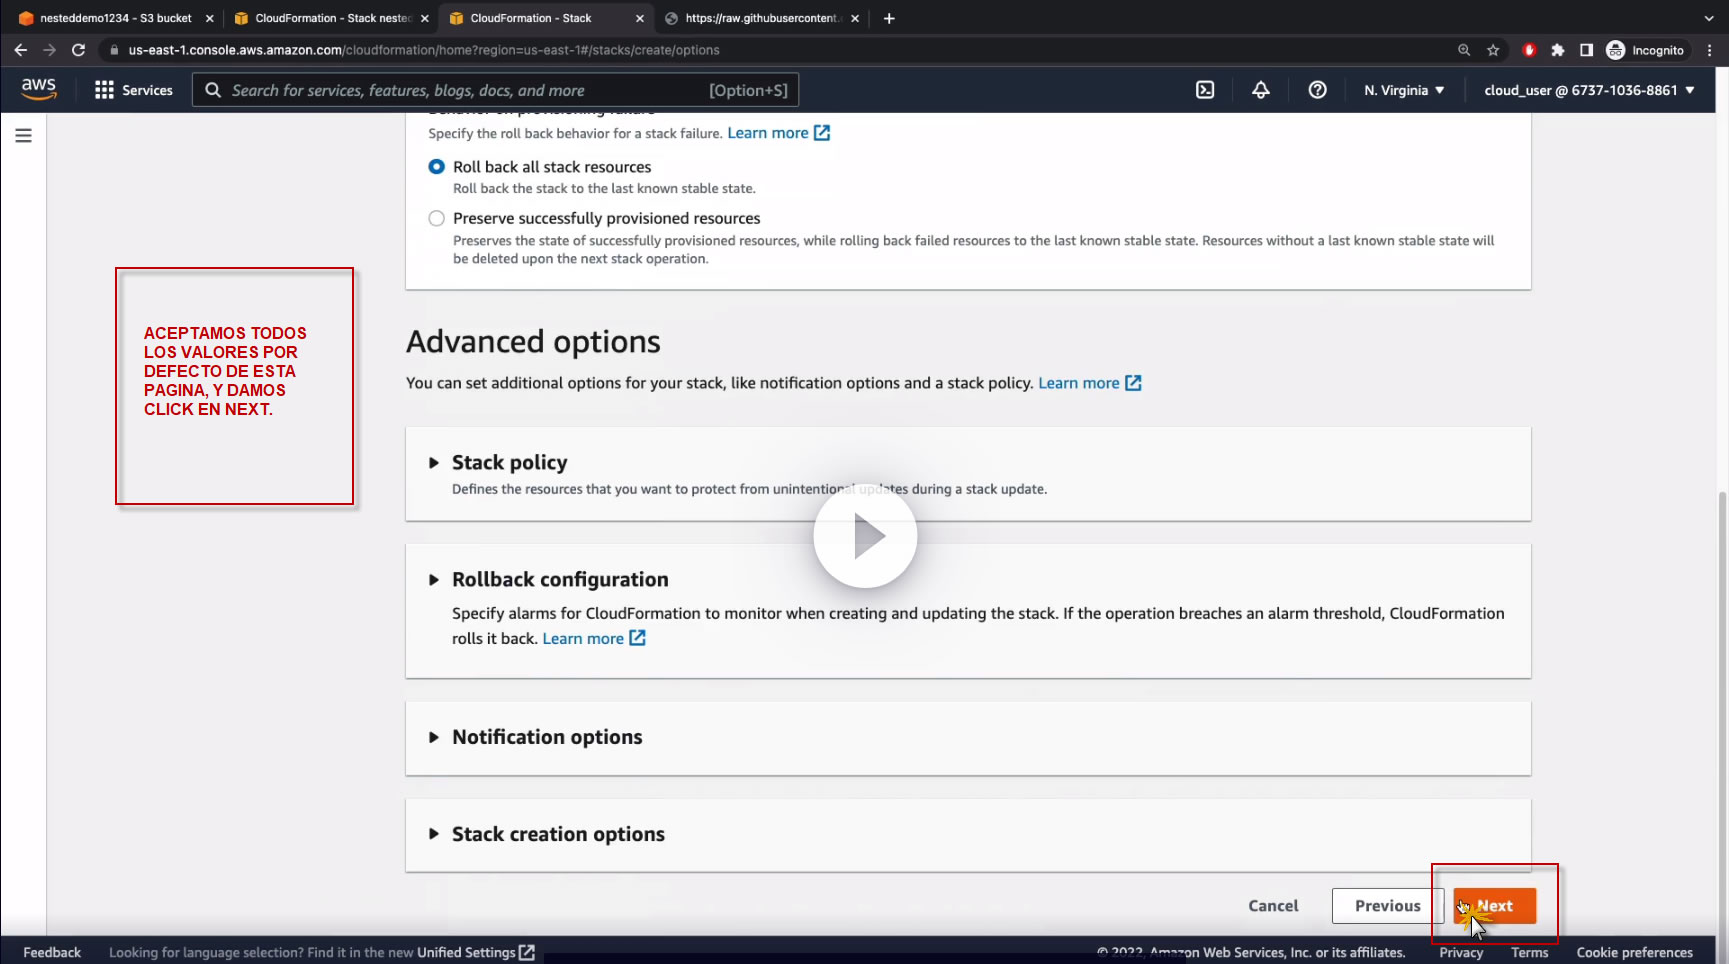 nesteddemo1234 - S3 bucket
CloudFormation - Stack nested
CloudFormation - Stack
https://raw.githubusercontent.
us-east-1.console.aws.amazon.com/cloudformation/home?region=us-east-1#/stacks/create/options
Incognito
aws
Services
Search for services, features, blogs, docs, and more
[Option+S]
N. Virginia
cloud_user @ 6737-1036-8861
Behavior on provisioning failure
Specify the roll back behavior for a stack failure. Learn more
Roll back all stack resources
Roll back the stack to the last known stable state.
Preserve successfully provisioned resources
Preserves the state of successfully provisioned resources, while rolling back failed resources to the last known stable state. Resources without a last known stable state will
be deleted upon the next stack operation.
ACEPTAMOS TODOS
LOS VALORES POR
DEFECTO DE ESTA
PAGINA, Y DAMOS
CLICK EN NEXT.
Advanced options
You can set additional options for your stack, like notification options and a stack policy. Learn more
Stack policy
Defines the resources that you want to protect from unintentional updates during a stack update.
Rollback configuration
Specify alarms for CloudFormation to monitor when creating and updating the stack. If the operation breaches an alarm threshold, CloudFormation
rolls it back. Learn more
Notification options
Stack creation options
Cancel
Previous
Next
Feedback
Looking for language selection? Find it in the new Unified Settings
© 2022, Amazon Web Services, Inc. or its affiliates.
Privacy
Terms
Cookie preferences